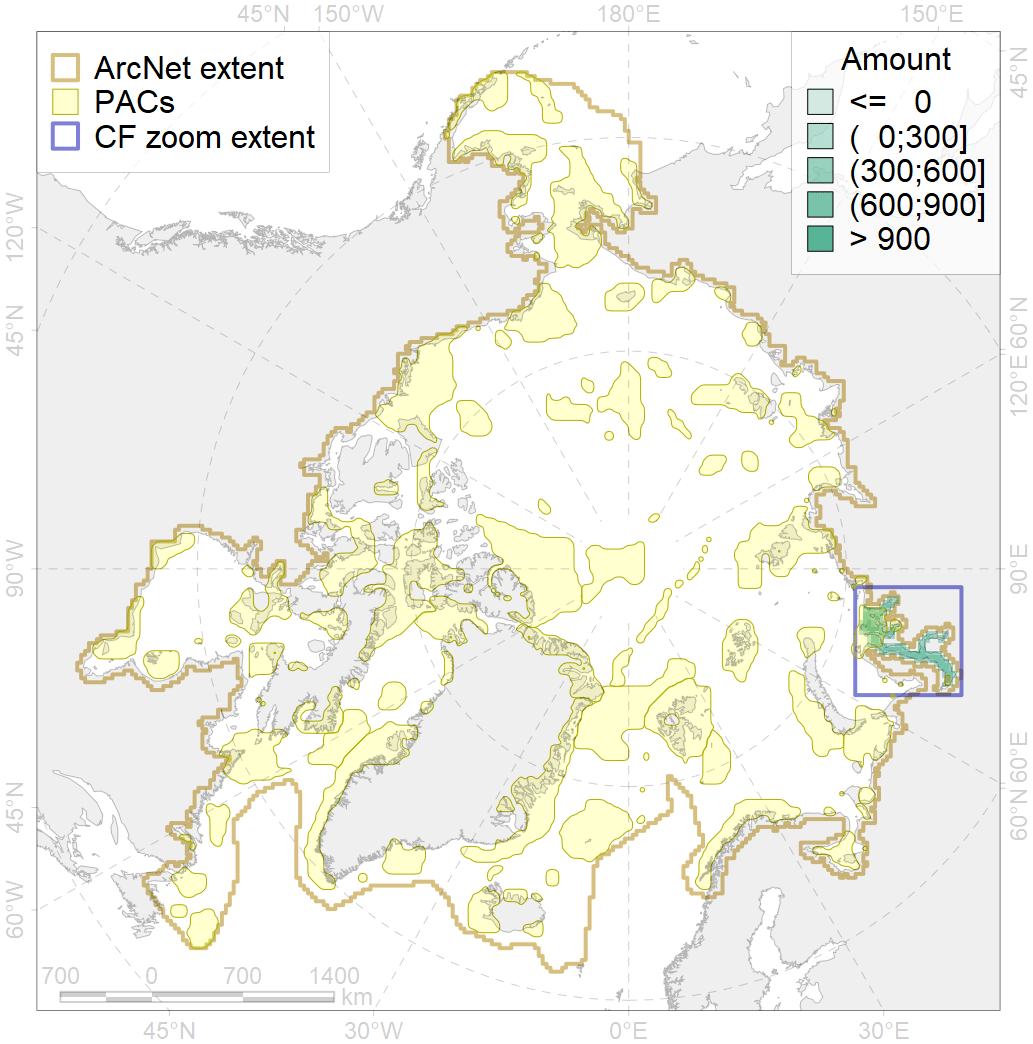 45°N 150°W 180°E 150°E
ArcNet extent
PACs
CF zoom extent
Amount
<= 0
( 0;300]
(300;600]
(600;900]
> 900
45°N
120°W
60°N
45°N
120°E
90°W
90°E
60°E
45°N
60°N
60°W
700 0 700 1400
km
45°N 30°W 0°E 30°E